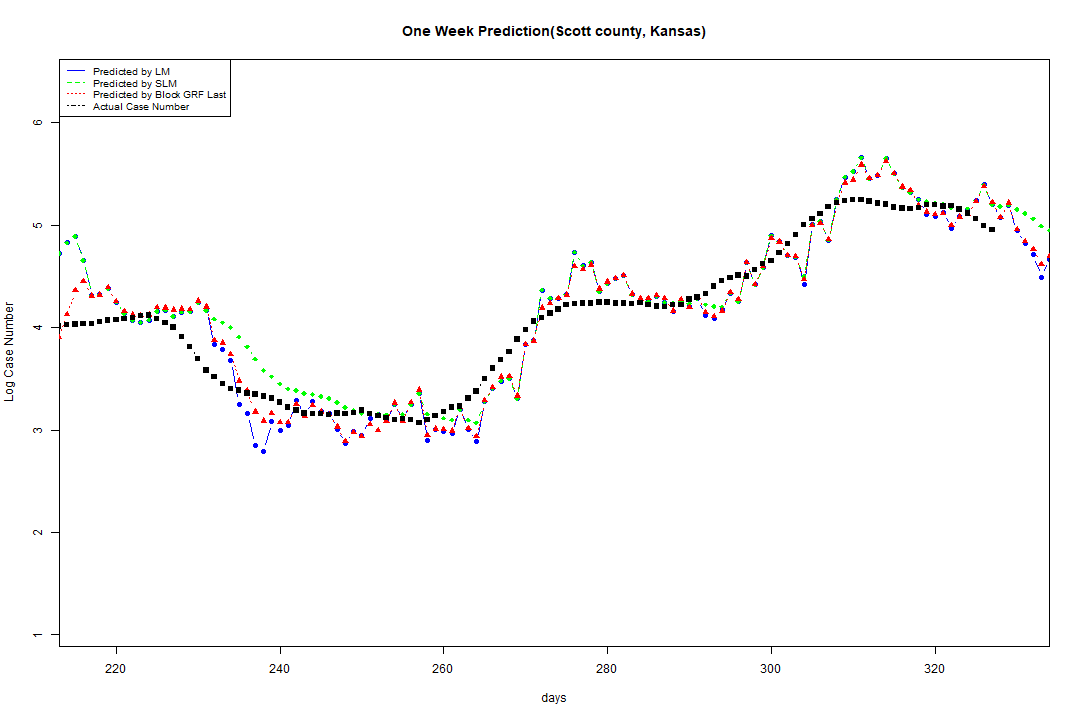 One Week Prediction(Scott county, Kansas)
Predicted by LM
Predicted by SLM
Predicted by Block GRF Last
Actual Case Number
6
5
4
3
2
1
Log Case Number
220 240 260 280 300 320
days